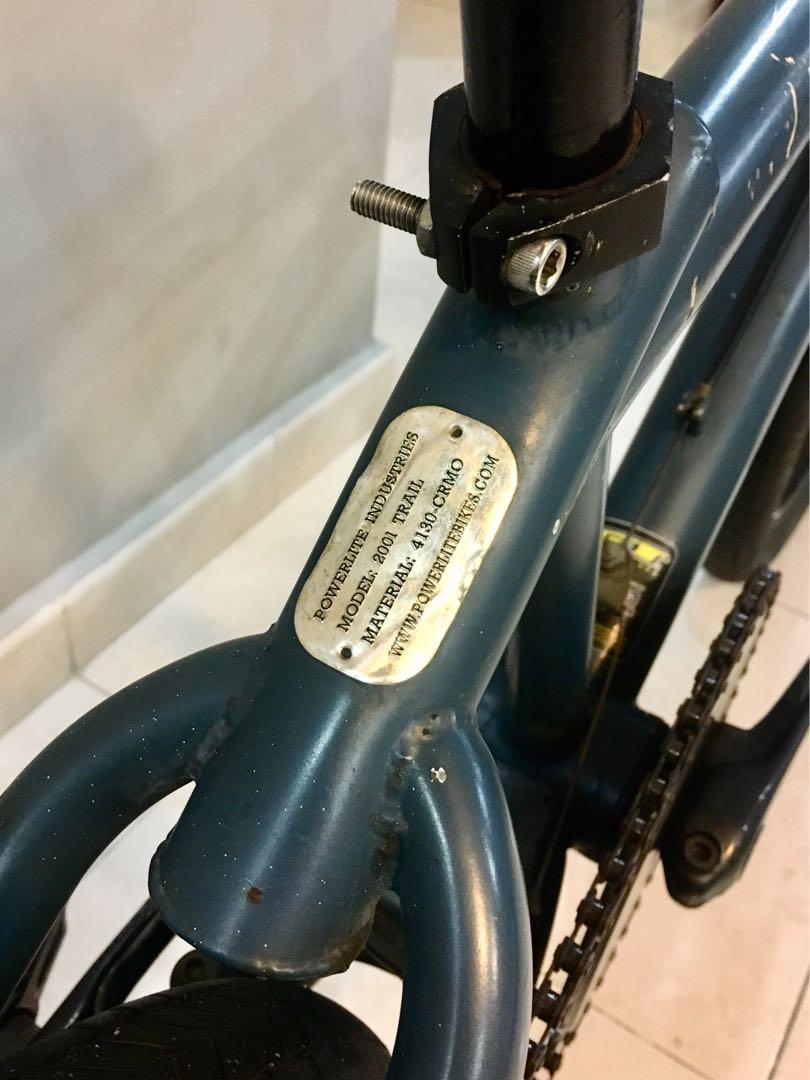 POWERLITE INDUSTRIES
MODEL: 2001 TRAIL
MATERIAL: 4130-CRMO
WWW.POWERLITEBIKES.COM